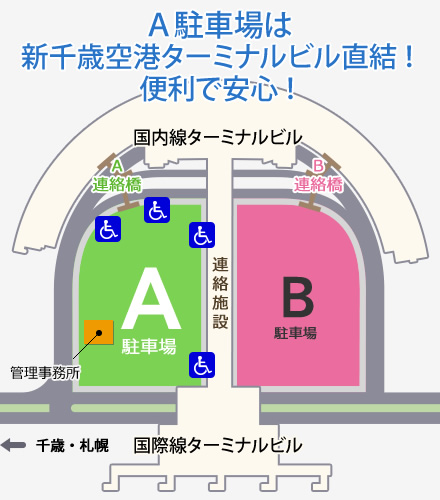 A 駐車場は
新千歳空港ターミナルビル直結！
便利で安心！
国内線ターミナルビル
A
連絡橋
B
連絡橋
連絡施設
A
駐車場
B
駐車場
管理事務所
千歳・札幌
国際線ターミナルビル